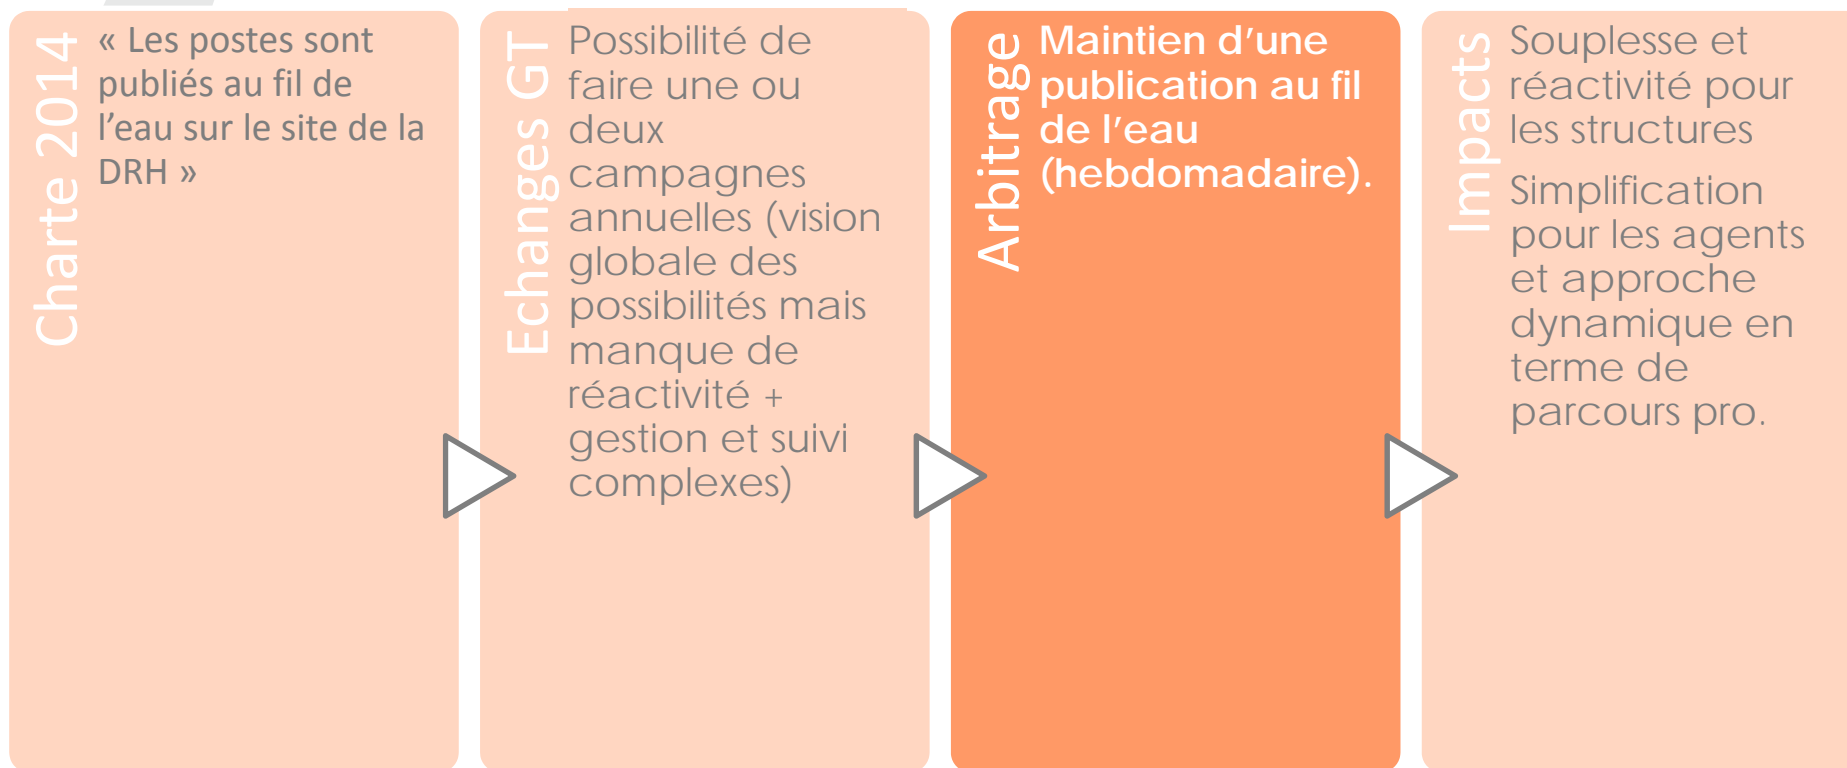 Charte 2014
« Les postes sont
publiés au fil de
l’eau sur le site de la
DRH »
Echanges GT
Possibilité de
faire une ou
deux
campagnes
annuelles (vision
globale des
possibilités mais
manque de
réactivité +
gestion et suivi
complexes)
Arbitrage
Maintien d’une
publication au fil
de l’eau
(hebdomadaire).
Impacts
Souplesse et
réactivité pour
les structures
Simplification
pour les agents
et approche
dynamique en
terme de
parcours pro.